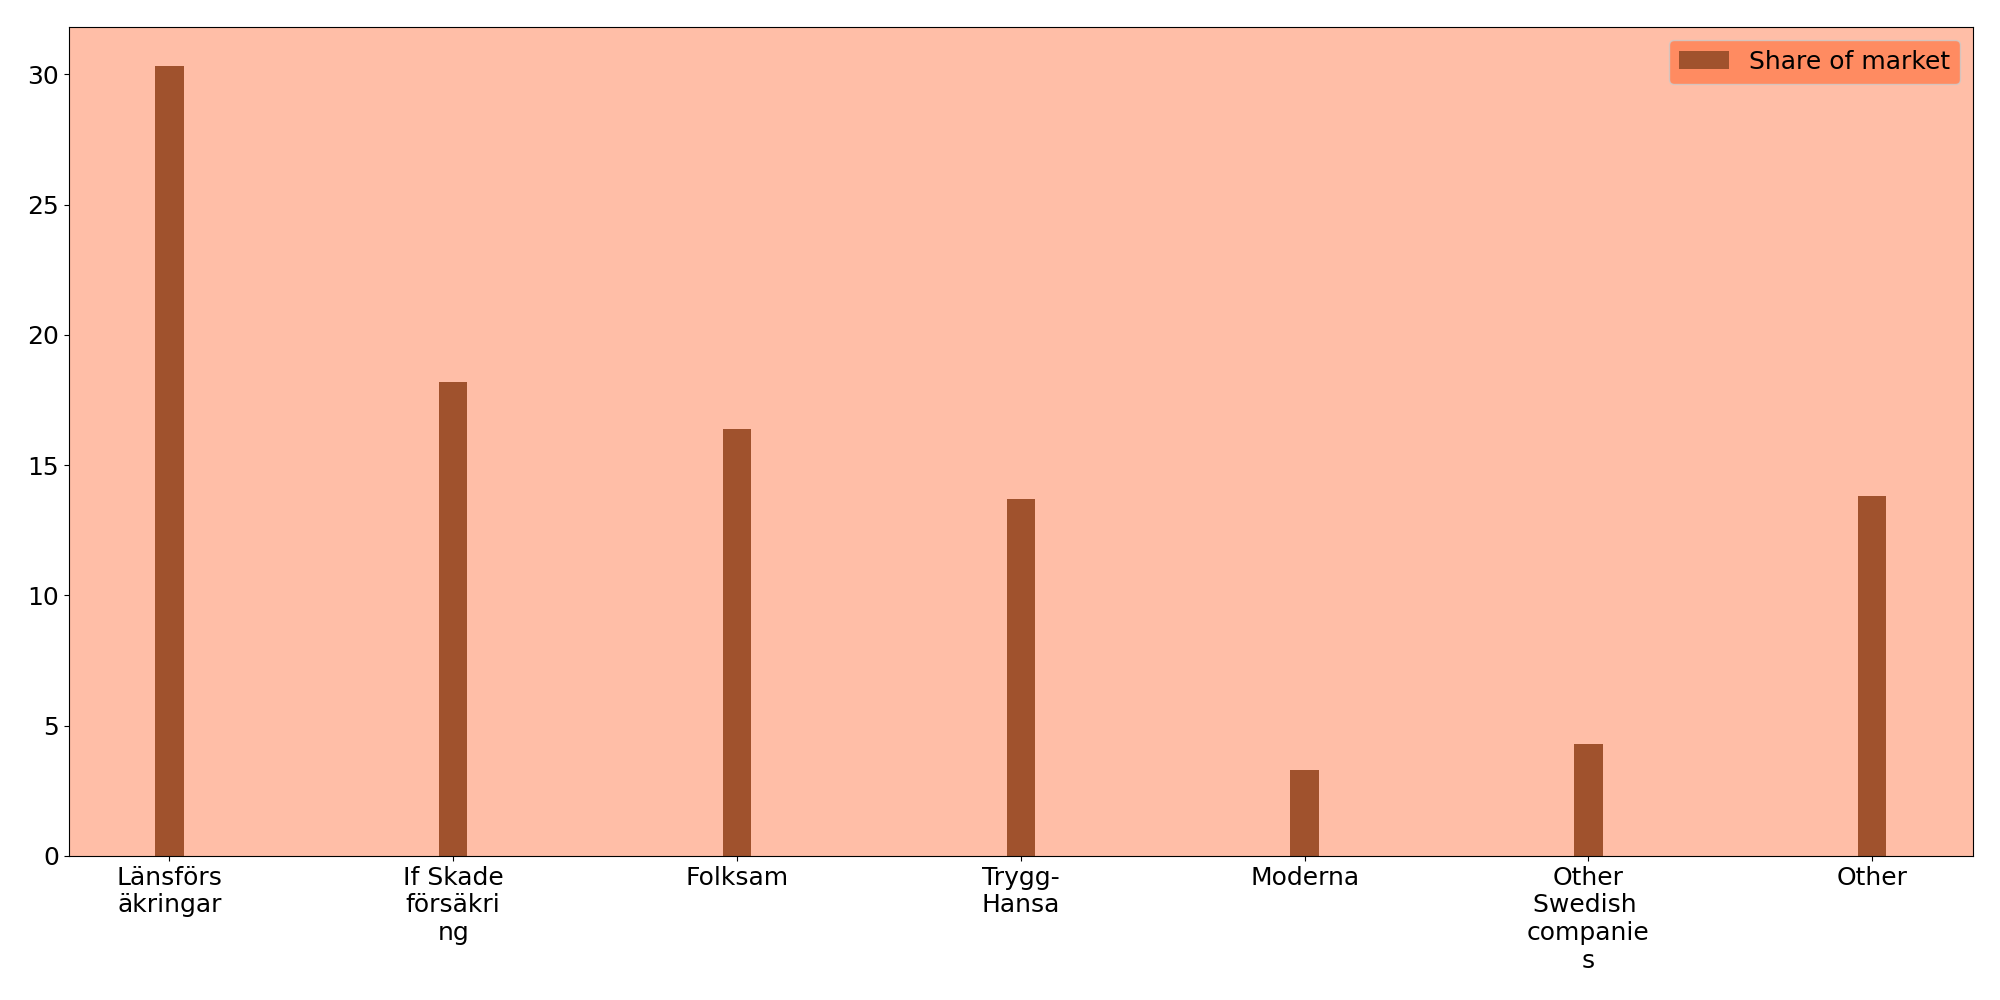 Share of market
30
25
20
15
10
5
0
Länsförs
äkringar
If Skade
försäkri
ng
Folksam
Trygg-
Hansa
Moderna
Other
Swedish
companie
s
Other